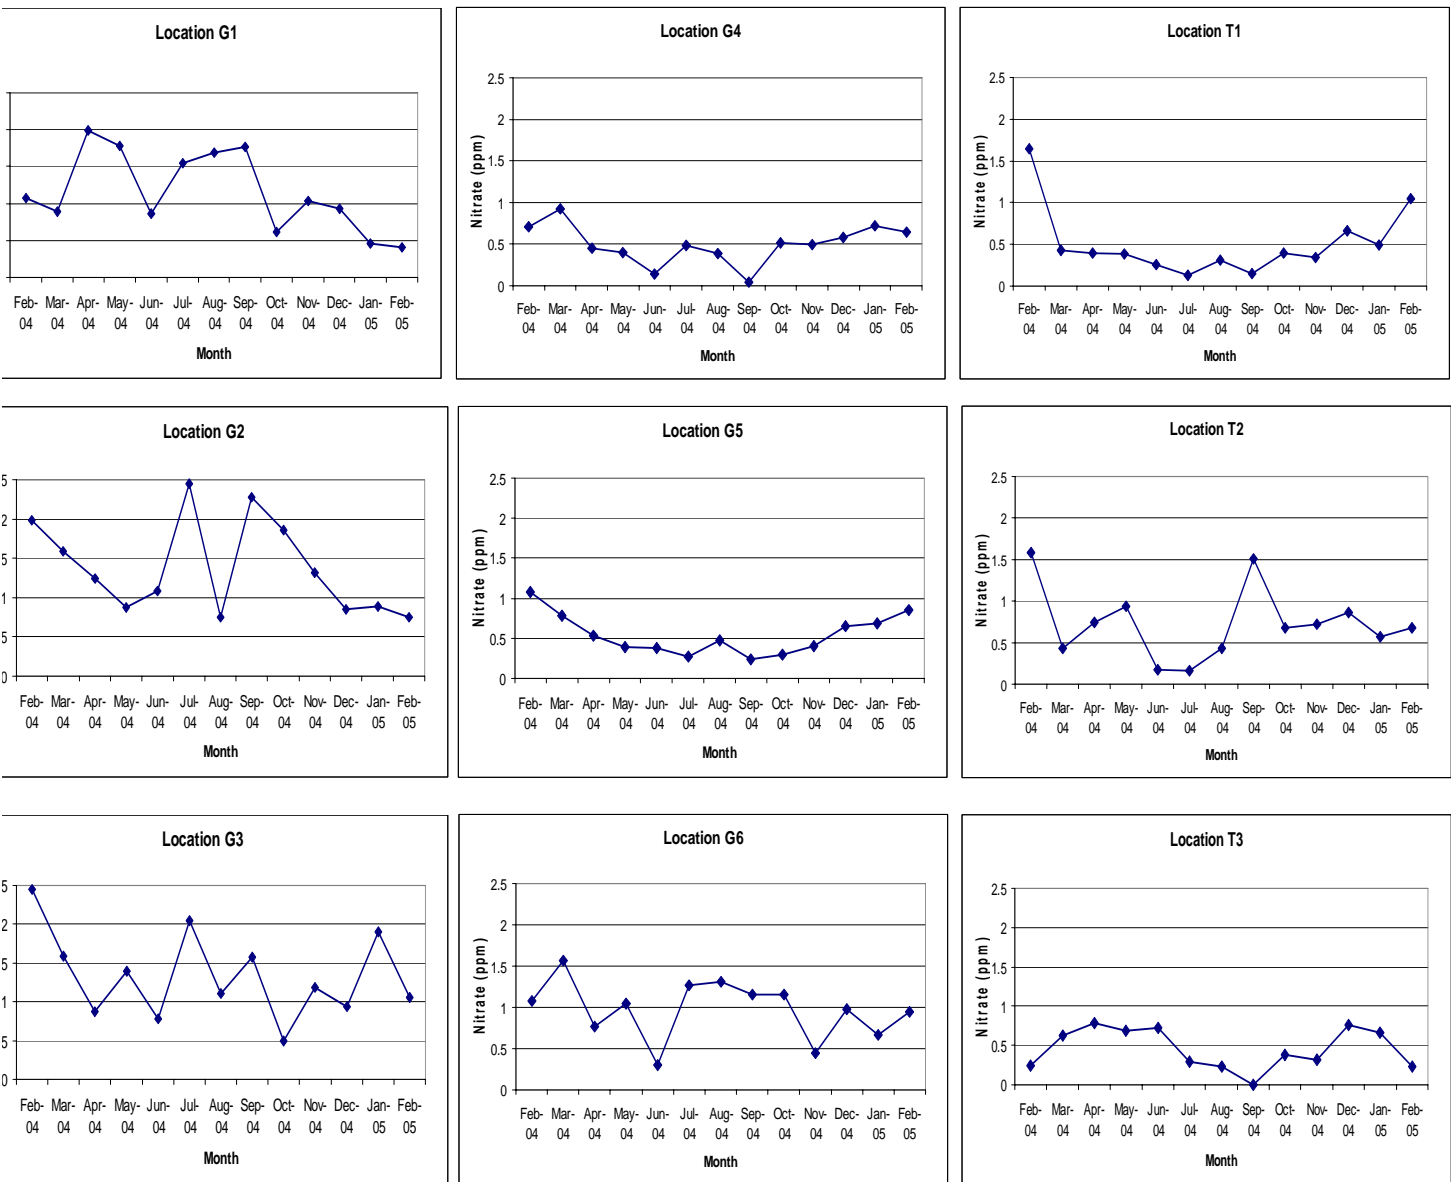 Location G1
Feb- Mar- Apr- May- Jun- Jul- Aug- Sep- Oct- Nov- Dec- Jan- Feb-
04 04 04 04 04 04 04 04 04 04 04 05 05
Month
Location G4
2.5
2
1.5
1
0.5
0
Nitrate (ppm)
Feb- Mar- Apr- May- Jun- Jul- Aug- Sep- Oct- Nov- Dec- Jan- Feb-
04 04 04 04 04 04 04 04 04 04 04 05 05
Month
Location T1
2.5
2
1.5
1
0.5
0
Nitrate (ppm)
Feb- Mar- Apr- May- Jun- Jul- Aug- Sep- Oct- Nov- Dec- Jan- Feb-
04 04 04 04 04 04 04 04 04 04 04 05 05
Month
Location G2
5
2
5
1
5
0
Feb- Mar- Apr- May- Jun- Jul- Aug- Sep- Oct- Nov- Dec- Jan- Feb-
04 04 04 04 04 04 04 04 04 04 04 05 05
Month
Location G5
2.5
2
1.5
1
0.5
0
Nitrate (ppm)
Feb- Mar- Apr- May- Jun- Jul- Aug- Sep- Oct- Nov- Dec- Jan- Feb-
04 04 04 04 04 04 04 04 04 04 04 05 05
Month
Location T2
2.5
2
1.5
1
0.5
0
Nitrate (ppm)
Feb- Mar- Apr- May- Jun- Jul- Aug- Sep- Oct- Nov- Dec- Jan- Feb-
04 04 04 04 04 04 04 04 04 04 04 05 05
Month
Location G3
5
2
5
1
5
0
Feb- Mar- Apr- May- Jun- Jul- Aug- Sep- Oct- Nov- Dec- Jan- Feb-
04 04 04 04 04 04 04 04 04 04 04 05 05
Month
Location G6
2.5
2
1.5
1
0.5
0
Nitrate (ppm)
Feb- Mar- Apr- May- Jun- Jul- Aug- Sep- Oct- Nov- Dec- Jan- Feb-
04 04 04 04 04 04 04 04 04 04 04 05 05
Month
Location T3
2.5
2
1.5
1
0.5
0
Nitrate (ppm)
Feb- Mar- Apr- May- Jun- Jul- Aug- Sep- Oct- Nov- Dec- Jan- Feb-
04 04 04 04 04 04 04 04 04 04 04 05 05
Month